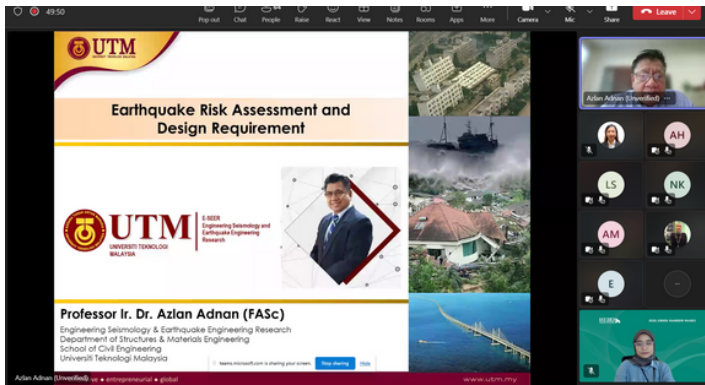 49:50
Pop out
Chat
People
Raise
React
View
Notes
Rooms
Apps
More
Camera
Mic
Share
Leave
UTM
UNIVERSITI TEKNOLOGI MALAYSIA
Earthquake Risk Assessment and
Design Requirement
UTM
UNIVERSITI TEKNOLOGI
MALAYSIA
E-SEER
Engineering Seismology and
Earthquake Engineering
Research
Professor Ir. Dr. Azlan Adnan (FASc)
Engineering Seismology & Earthquake Engineering Research
Department of Structures & Materials Engineering
School of Civil Engineering
Universiti Teknologi Malaysia
teams.microsoft.com is sharing your screen.
Stop sharing
Hide
Azlan Adnan (Unverified)
entrepreneurial • global
www.utm.my
Azlan Adnan (Unverified)
AH
LS
NK
AM
E